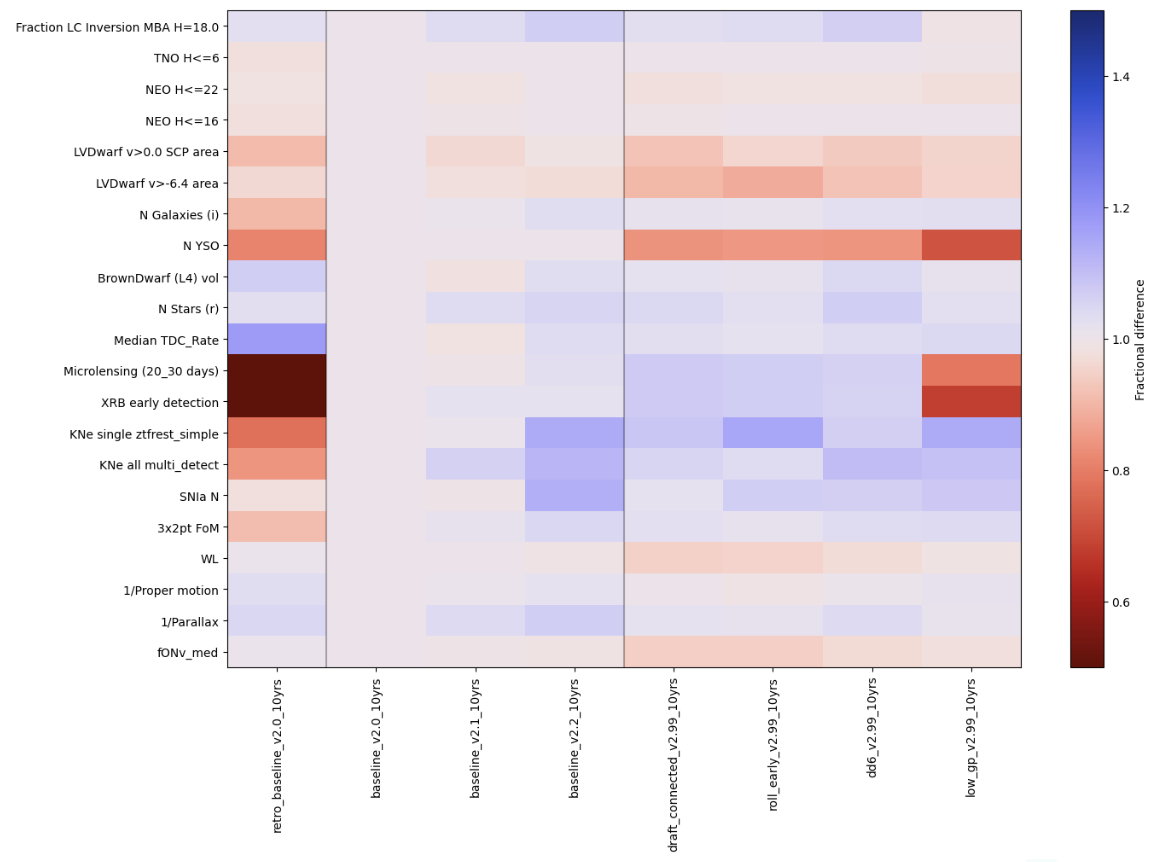 Fraction LC Inversion MBA H=18.0
TNO H<=6
NEO H<=22
NEO H<=16
LVDwarf v>0.0 SCP area
LVDwarf v>-6.4 area
N Galaxies (i)
N YSO
BrownDwarf (L4) vol
N Stars (r)
Median TDC_Rate
Microlensing (20_30 days)
XRB early detection
KNe single ztfrest_simple
KNe all multi_detect
SNIa N
3x2pt FoM
WL
1/Proper motion
1/Parallax
fONv_med
retro_baseline_v2.0_10yrs
baseline_v2.0_10yrs
baseline_v2.1_10yrs
baseline_v2.2_10yrs
draft_connected_v2.99_10yrs
roll_early_v2.99_10yrs
dd6_v2.99_10yrs
low_gp_v2.99_10yrs
1.4
1.2
1.0
0.8
0.6
Fractional difference